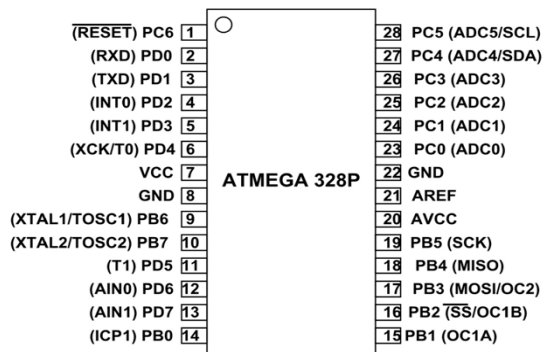 (RESET) PC6 1
(RXD) PD0 2
(TXD) PD1 3
(INT0) PD2 4
(INT1) PD3 5
(XCK/T0) PD4 6
VCC 7
GND 8
(XTAL1/TOSC1) PB6 9
(XTAL2/TOSC2) PB7 10
(T1) PD5 11
(AIN0) PD6 12
(AIN1) PD7 13
(ICP1) PB0 14
ATMEGA 328P
28 PC5 (ADC5/SCL)
27 PC4 (ADC4/SDA)
26 PC3 (ADC3)
25 PC2 (ADC2)
24 PC1 (ADC1)
23 PC0 (ADC0)
22 GND
21 AREF
20 AVCC
19 PB5 (SCK)
18 PB4 (MISO)
17 PB3 (MOSI/OC2)
16 PB2 (SS/OC1B)
15 PB1 (OC1A)